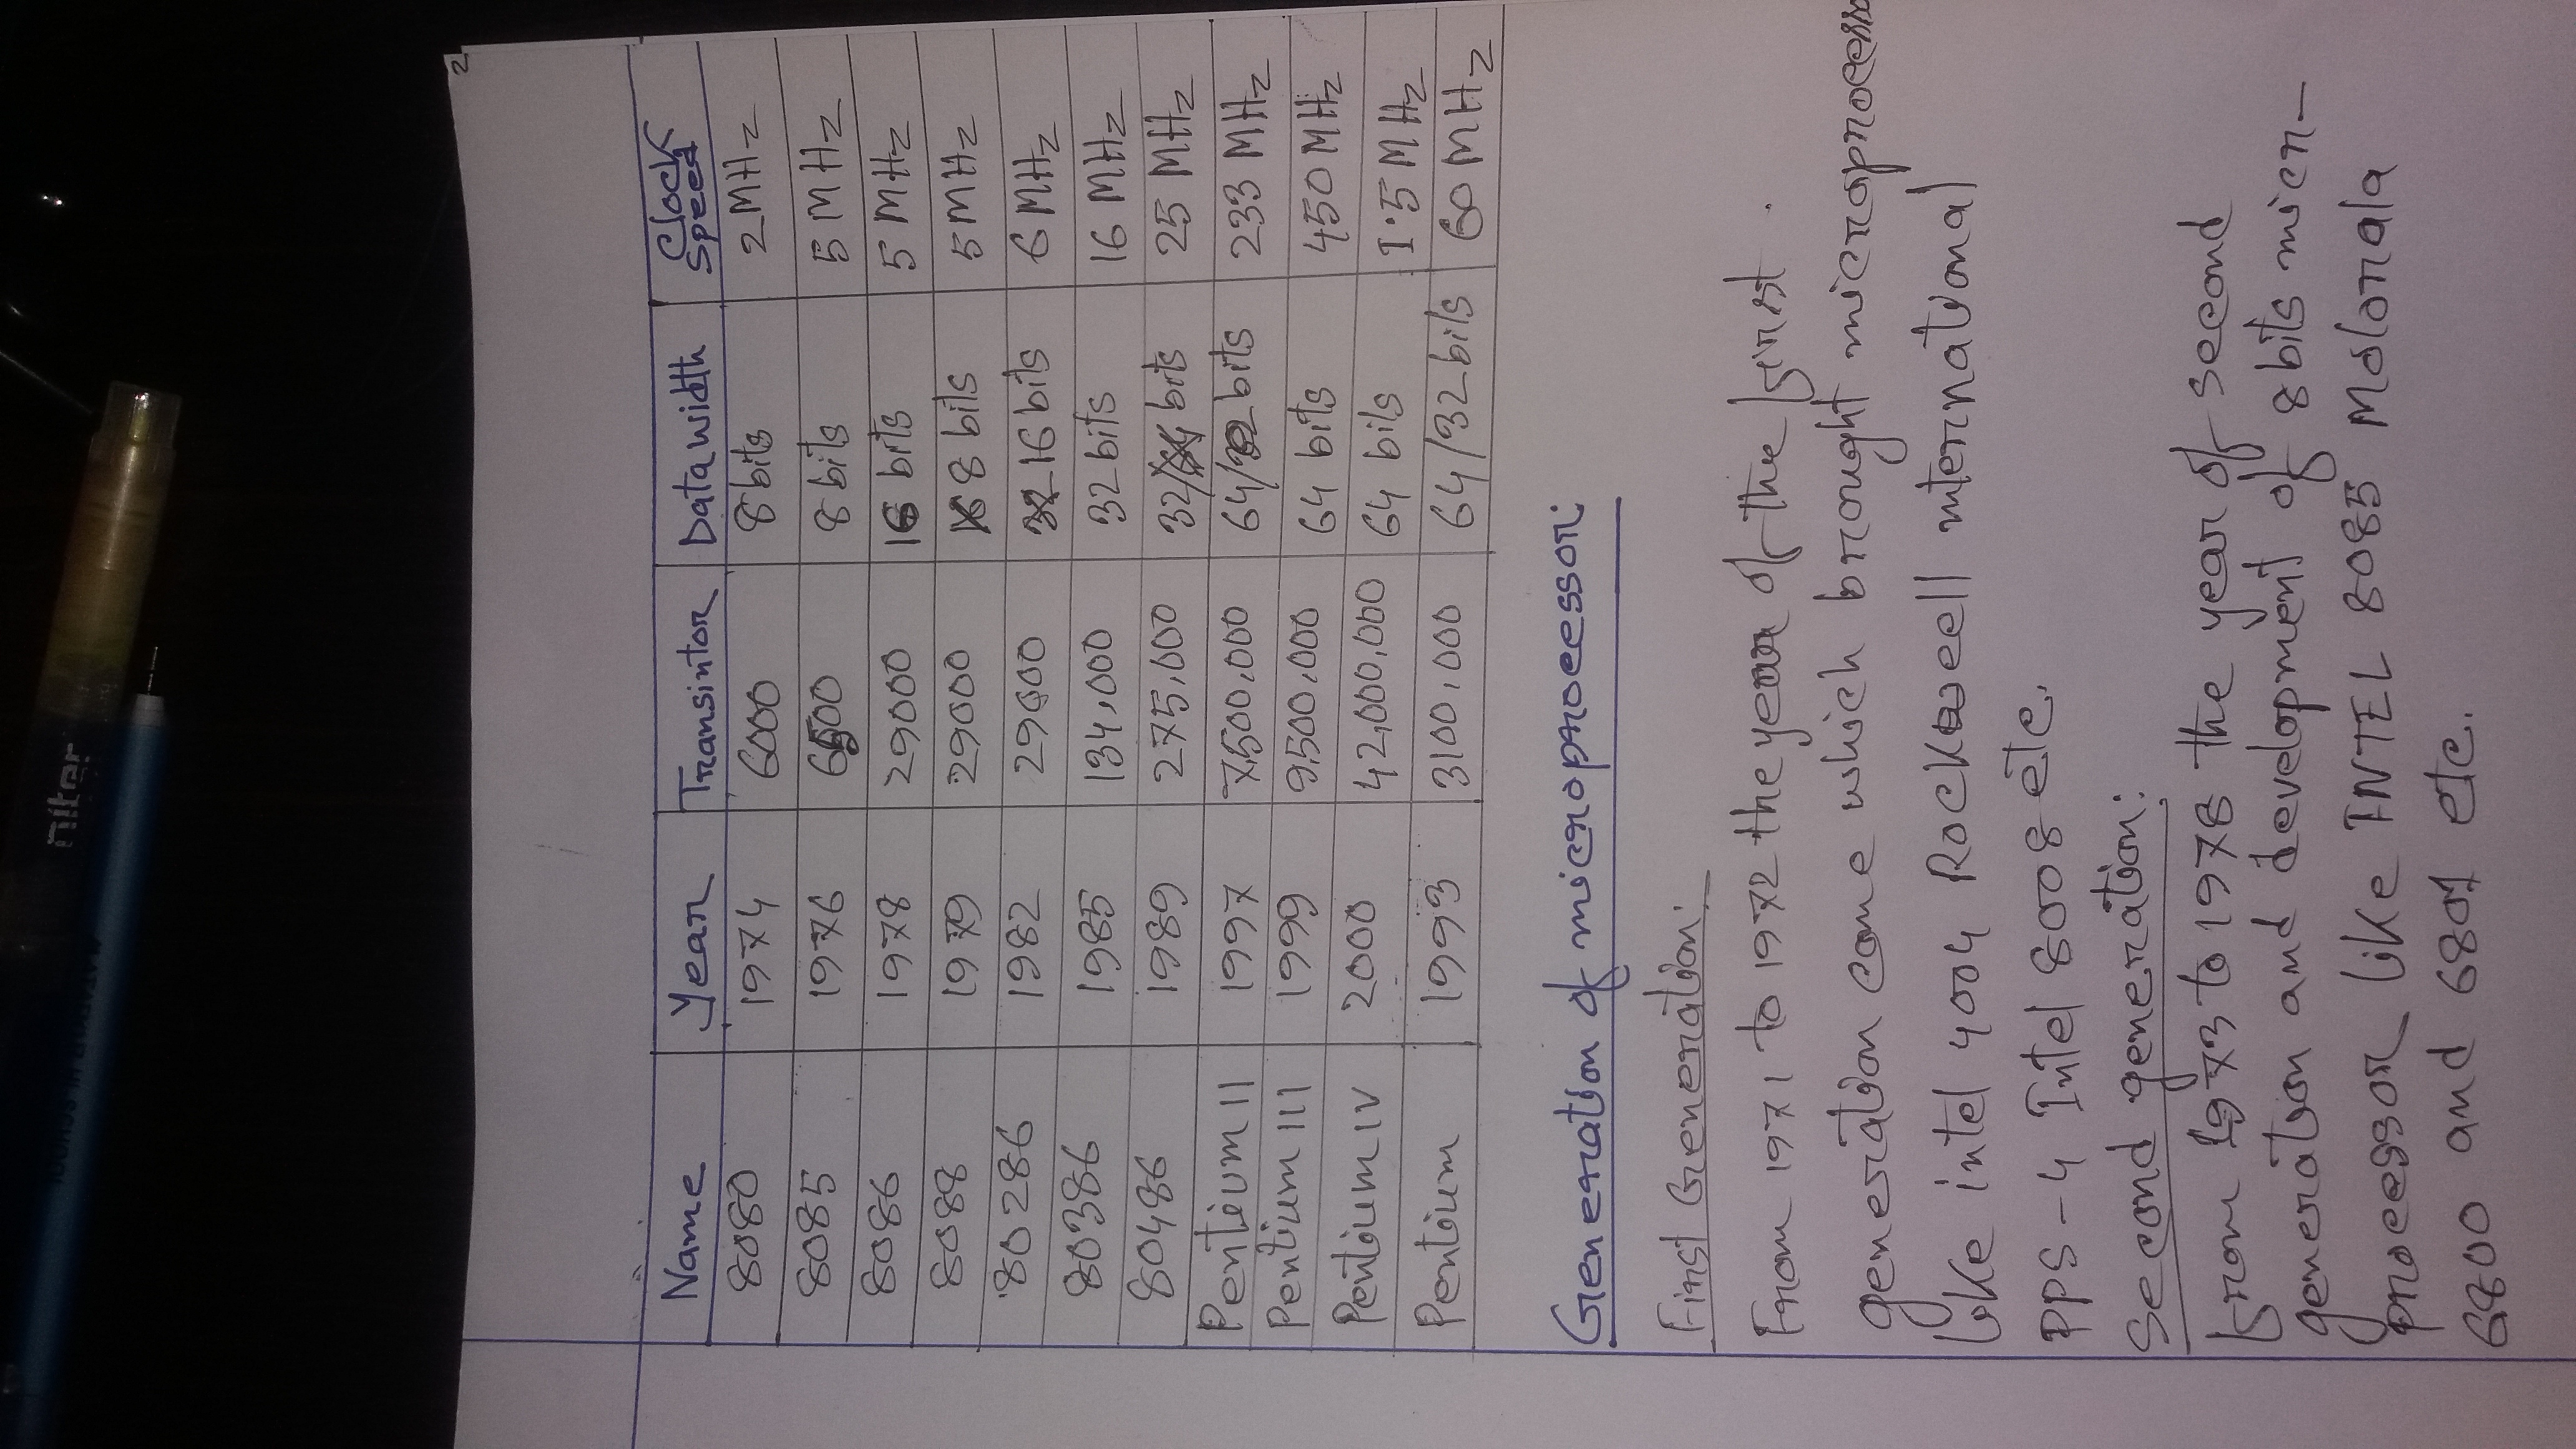 niter
2
Name Year Transintor Data width Clock Speed
8080 1974 6000 8 bits 2 MHz
8085 1976 6500 8 bits 5 MHz
8086 1978 29000 16 bits 5 MHz
8088 1979 29000 8 bits 5 MHz
80286 1982 29000 16 bits 6 MHz
80386 1985 134,000 32 bits 16 MHz
80486 1989 275,000 32/ bits 25 MHz
Pentium II 1997 7,500,000 64/32 bits 233 MHz
Pentium III 1999 9,500,000 64 bits 450 MHz
Pentium IV 2000 42,000,000 64 bits 1.5 MHz
Pentium 1993 3100,000 64/32 bits 60 MHz
Generation of microprocessor:
First Generation:
From 1971 to 1972 the year of the first
generation come which brought microprocesso
like intel 4004 Rockweell international
PPS-4 Intel 8008 etc.
Second generation:
from 1973 to 1978 the year of second
generation and development of 8 bits micr-
processor like INTEL 8085 Motorala
6800 and 6801 etc.